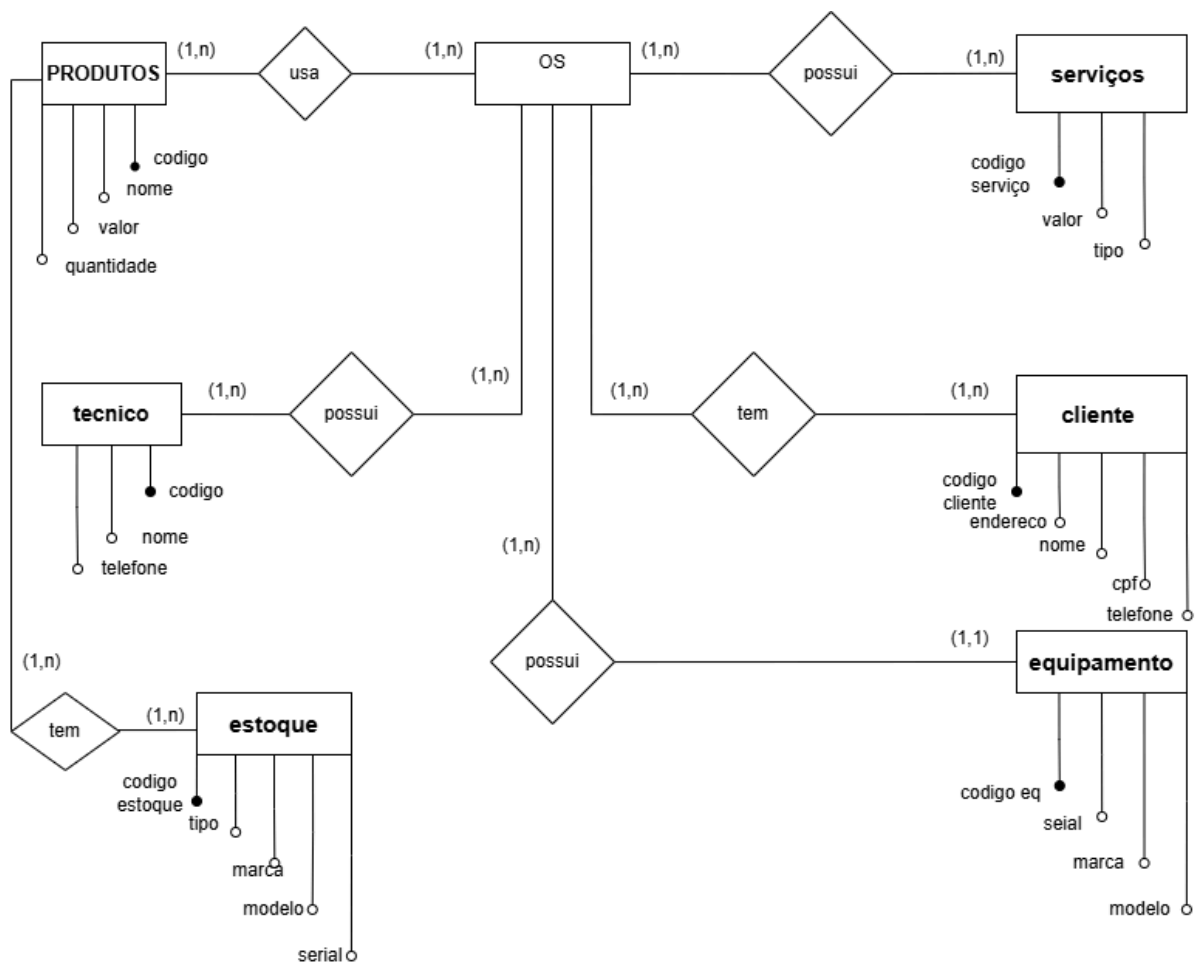 (1,n)
(1,n)
(1,n)
(1,n)
PRODUTOS
usa
OS
possui
serviços
codigo
nome
valor
quantidade
codigo
serviço
valor
tipo
(1,n)
(1,n)
(1,n)
(1,n)
tecnico
possui
tem
cliente
codigo
nome
telefone
codigo
cliente
endereco
nome
cpf
telefone
(1,n)
(1,1)
possui
equipamento
codigo eq
seial
marca
modelo
(1,n)
(1,n)
tem
estoque
codigo
estoque
tipo
marca
modelo
serial